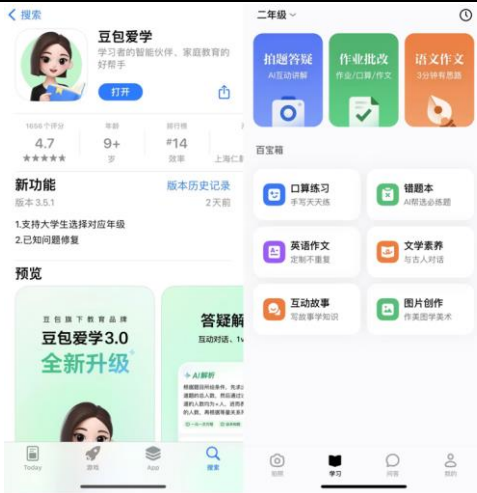 搜索
豆包爱学
学习者的智能伙伴,家庭教育的
好帮手
打开
1656个评分
年龄
排行榜
4.7
9+
#14
岁
效率
新功能
版本历史记录
版本 3.5.1
2天前
1.支持大学生选择对应年级
2.已知问题修复
预览
豆包旗下教育品牌
豆包爱学3.0
全新升级
答疑解
互动对话、1v
AI解析
Today
游戏
App
搜索
二年级
拍题答疑
AI互动讲解
作业批改
作业/口算/作文
语文作文
3分钟有思路
百宝箱
口算练习
手写天天练
错题本
AI帮选必练题
英语作文
定制不重复
文学素养
与古人对话
互动故事
写故事学知识
图片创作
作美图学美术
拍照
学习
问答
我的